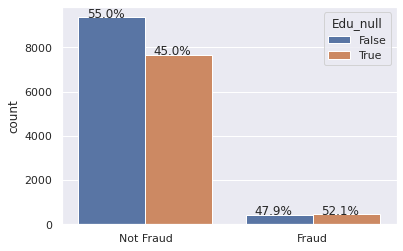 Edu_null
False
True
55.0%
45.0%
47.9%
52.1%
8000
6000
4000
2000
0
count
Not Fraud
Fraud